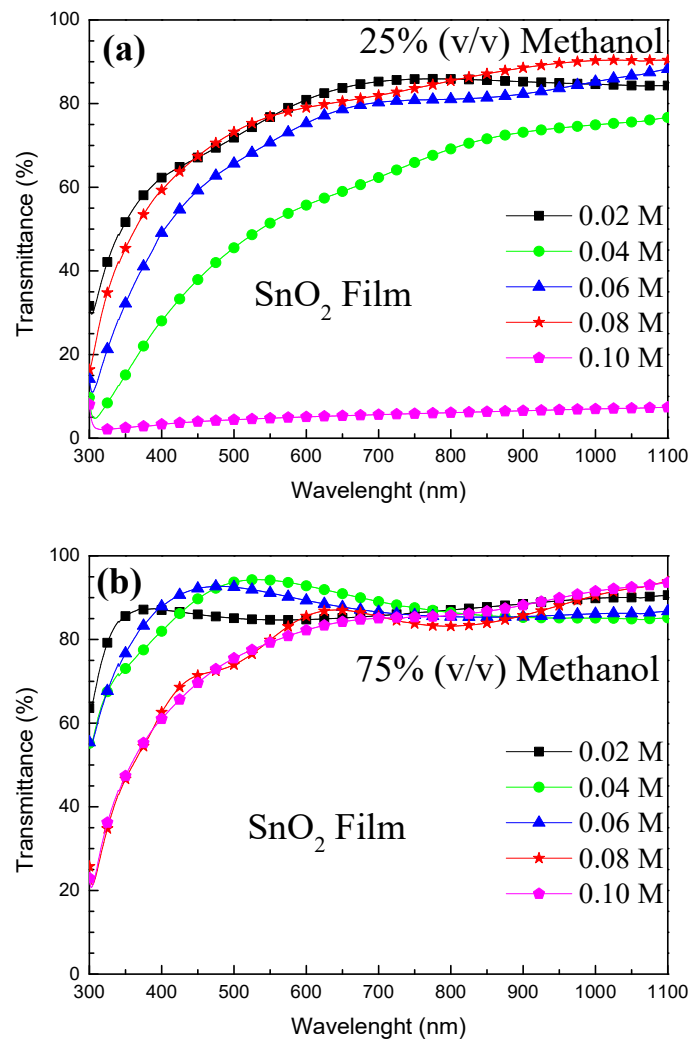 (a)
25% (v/v) Methanol
100
80
60
40
20
0
Transmittance (%)
0.02 M
0.04 M
0.06 M
0.08 M
0.10 M
SnO₂ Film
300 400 500 600 700 800 900 1000 1100
Wavelenght (nm)
(b)
75% (v/v) Methanol
100
80
60
40
20
0
Transmittance (%)
0.02 M
0.04 M
0.06 M
0.08 M
0.10 M
SnO₂ Film
300 400 500 600 700 800 900 1000 1100
Wavelenght (nm)